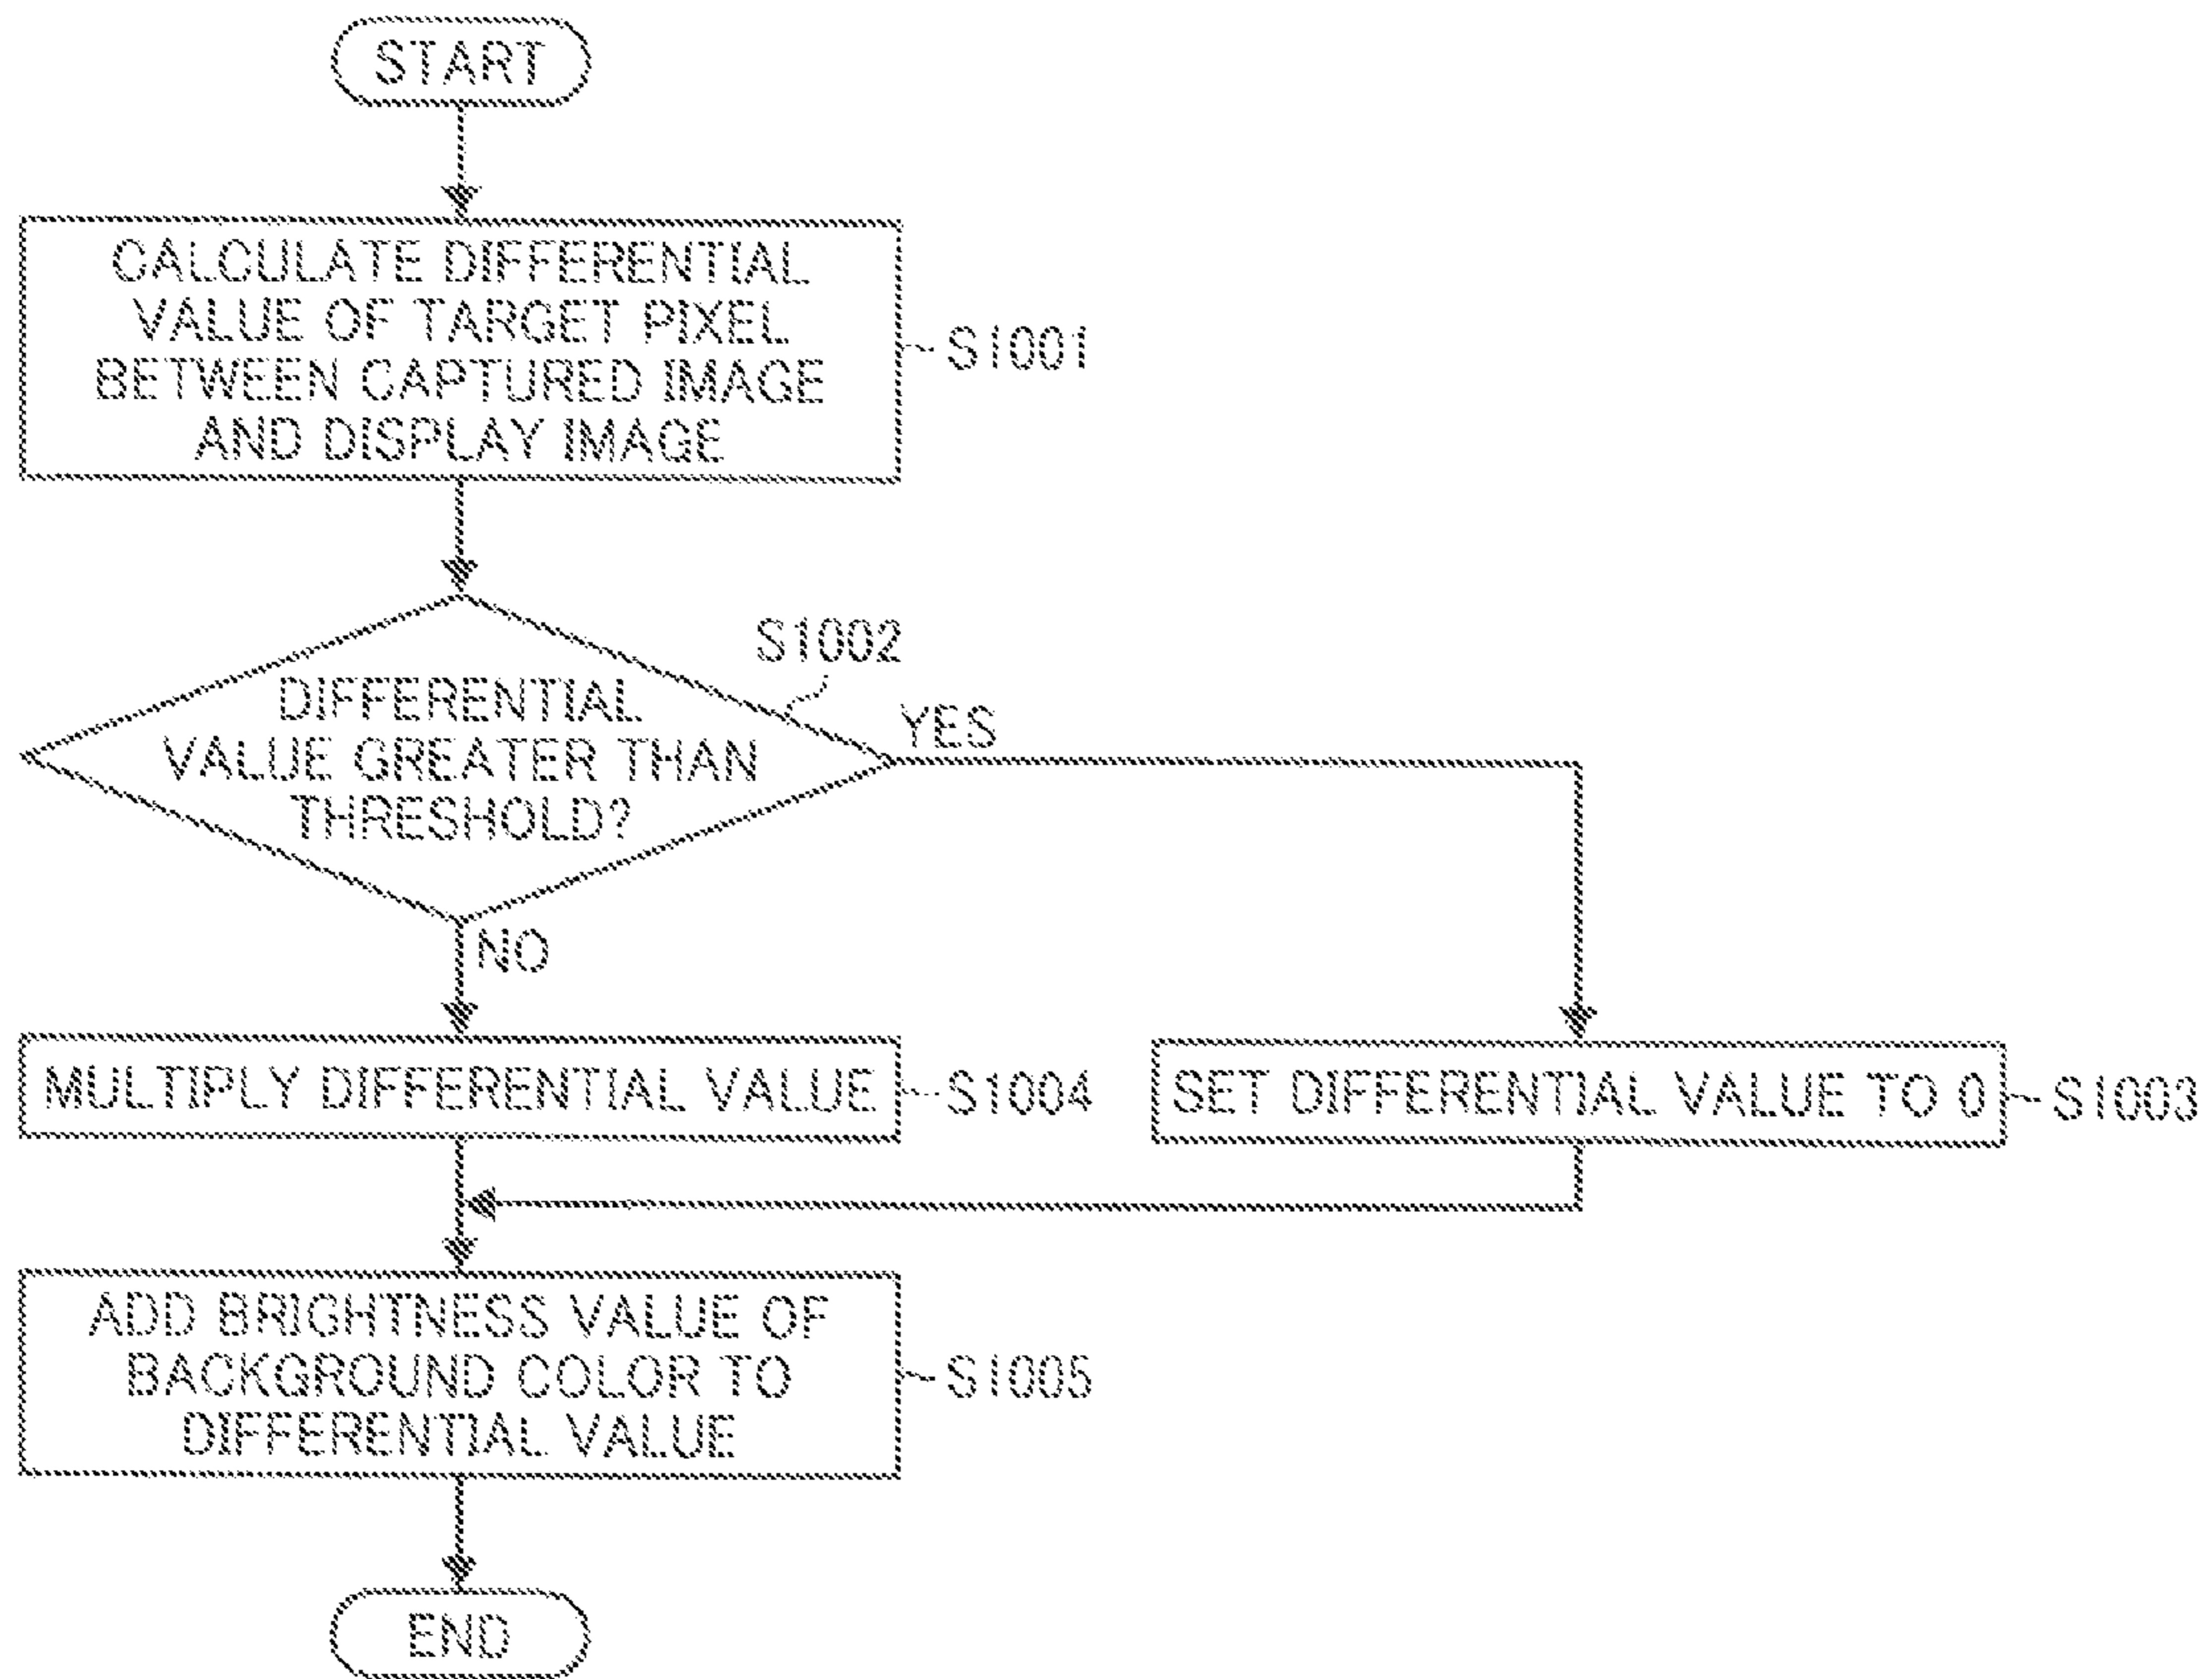 START
CALCULATE DIFFERENTIAL
VALUE OF TARGET PIXEL
BETWEEN CAPTURED IMAGE
AND DISPLAY IMAGE
S1001
S1002
DIFFERENTIAL
VALUE GREATER THAN
THRESHOLD?
YES
NO
MULTIPLY DIFFERENTIAL VALUE
S1004
SET DIFFERENTIAL VALUE TO 0
S1003
ADD BRIGHTNESS VALUE OF
BACKGROUND COLOR TO
DIFFERENTIAL VALUE
S1005
END